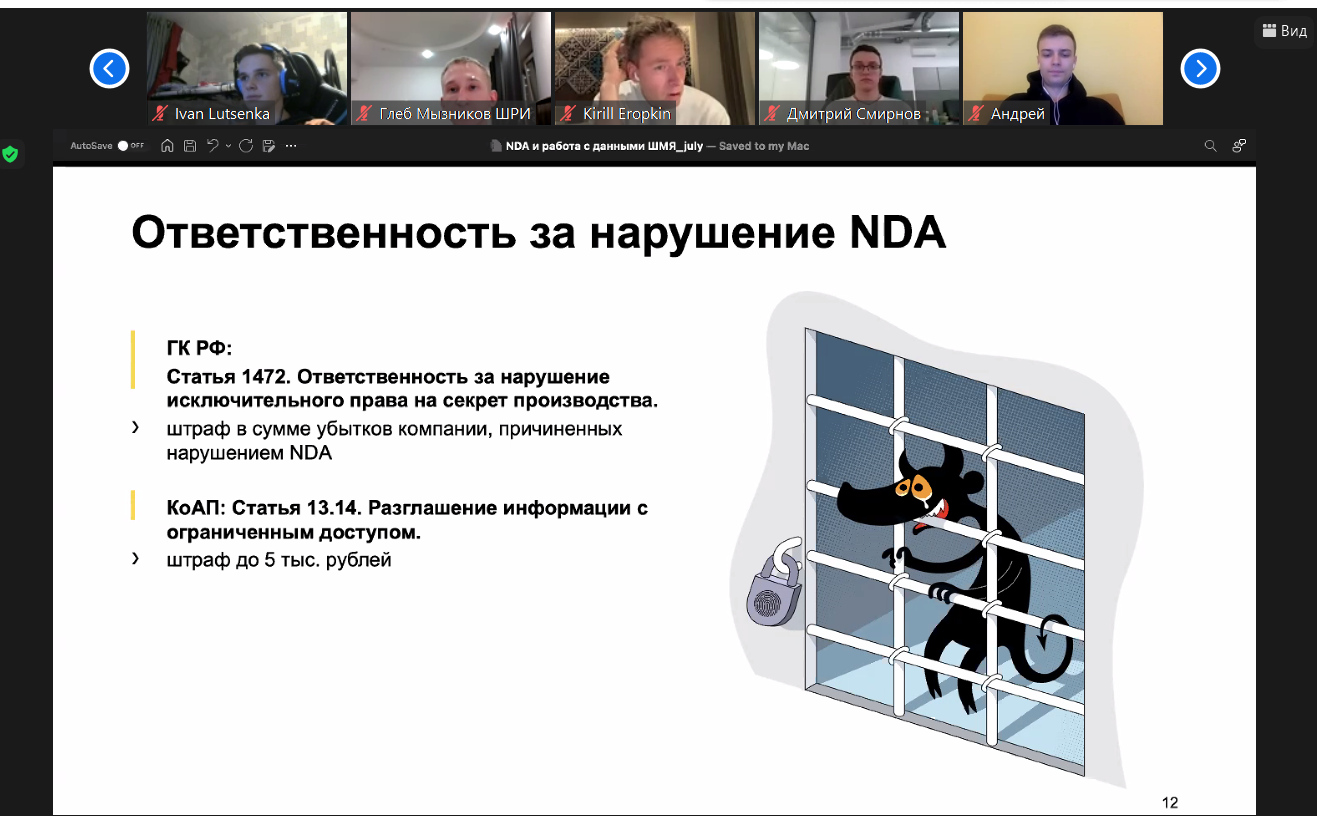 Вид
Ivan Lutsenka
Глеб Мызников ШРИ
Kirill Eropkin
Дмитрий Смирнов
Андрей
AutoSave OFF
NDA и работа с данными ШМЯ_july — Saved to my Mac
Ответственность за нарушение NDA
ГК РФ:
Статья 1472. Ответственность за нарушение
исключительного права на секрет производства.
штраф в сумме убытков компании, причиненных
нарушением NDA
КоАП: Статья 13.14. Разглашение информации с
ограниченным доступом.
штраф до 5 тыс. рублей
12